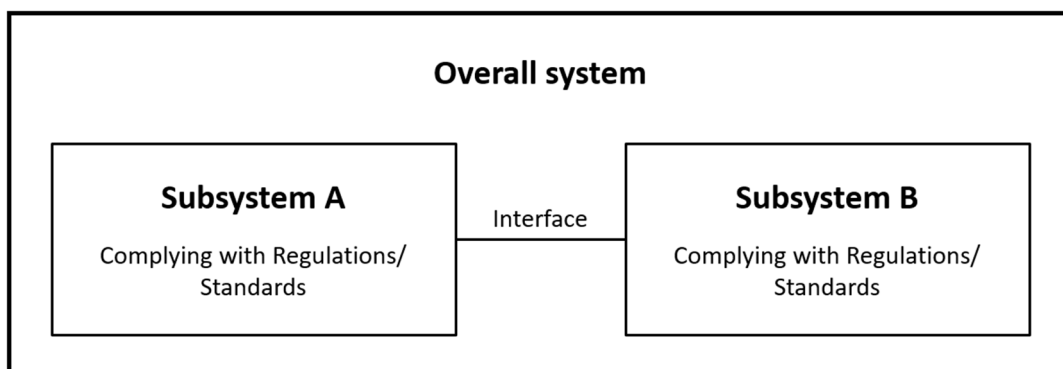 Overall system
Subsystem A
Complying with Regulations/
Standards
Interface
Subsystem B
Complying with Regulations/
Standards